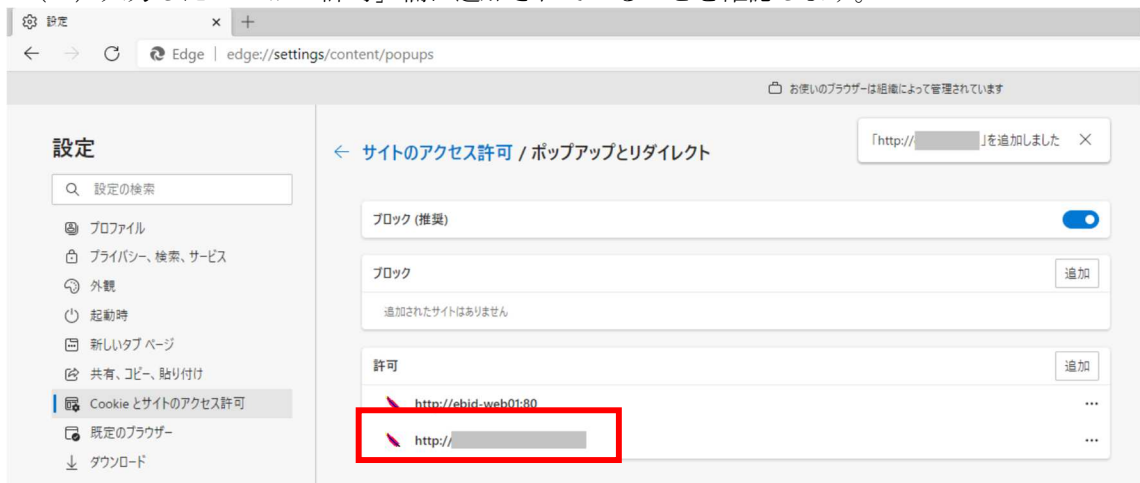 設定
Edge | edge://settings/content/popups
お使いのブラウザーは組織によって管理されています
設定
設定の検索
プロファイル
プライバシー、検索、サービス
外観
起動時
新しいタブ ページ
共有、コピー、貼り付け
Cookie とサイトのアクセス許可
既定のブラウザー
ダウンロード
サイトのアクセス許可 / ポップアップとリダイレクト
「http:// 」を追加しました
ブロック (推奨)
ブロック
追加
追加されたサイトはありません
許可
追加
http://ebid-web01:80
http://